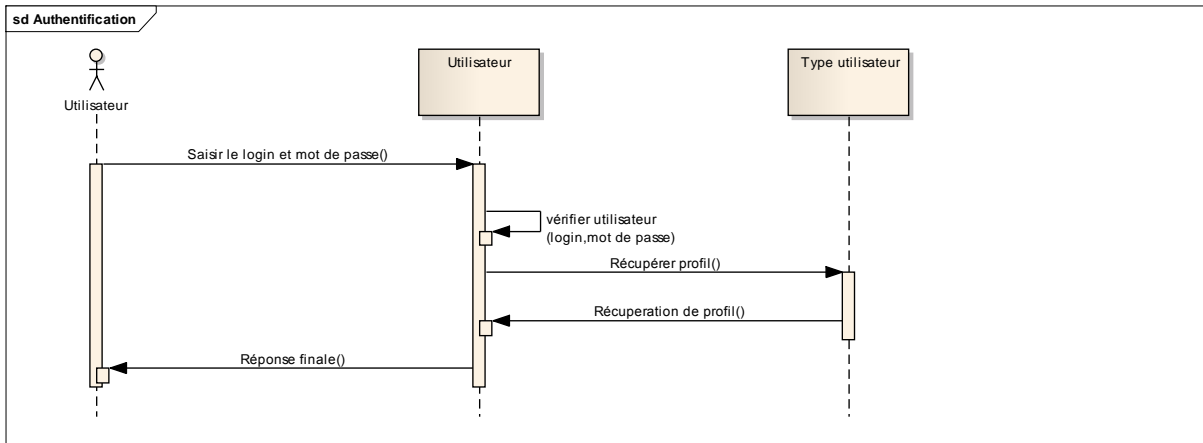 sd Authentification
Utilisateur
Utilisateur
Type utilisateur
Saisir le login et mot de passe()
vérifier utilisateur
(login,mot de passe)
Récupérer profil()
Récuperation de profil()
Réponse finale()